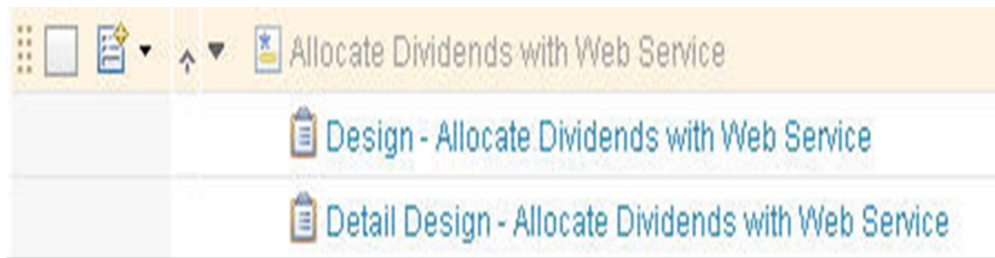 Allocate Dividends with Web Service
Design - Allocate Dividends with Web Service
Detail Design - Allocate Dividends with Web Service